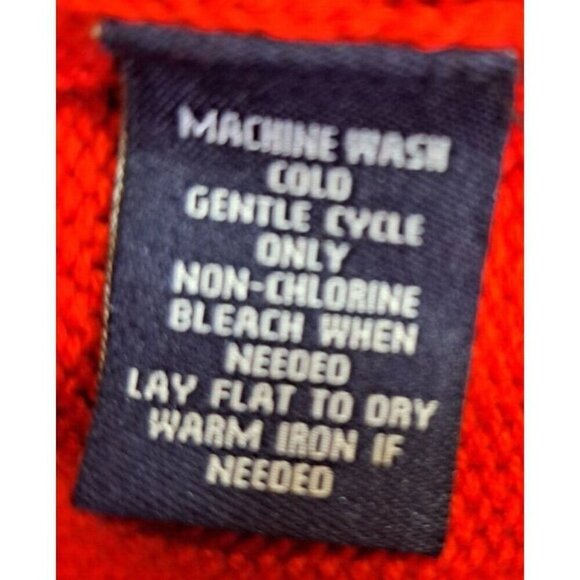 MACHINE WASH
COLD
GENTLE CYCLE
ONLY
NON-CHLORINE
BLEACH WHEN
NEEDED
LAY FLAT TO DRY
WARM IRON IF
NEEDED